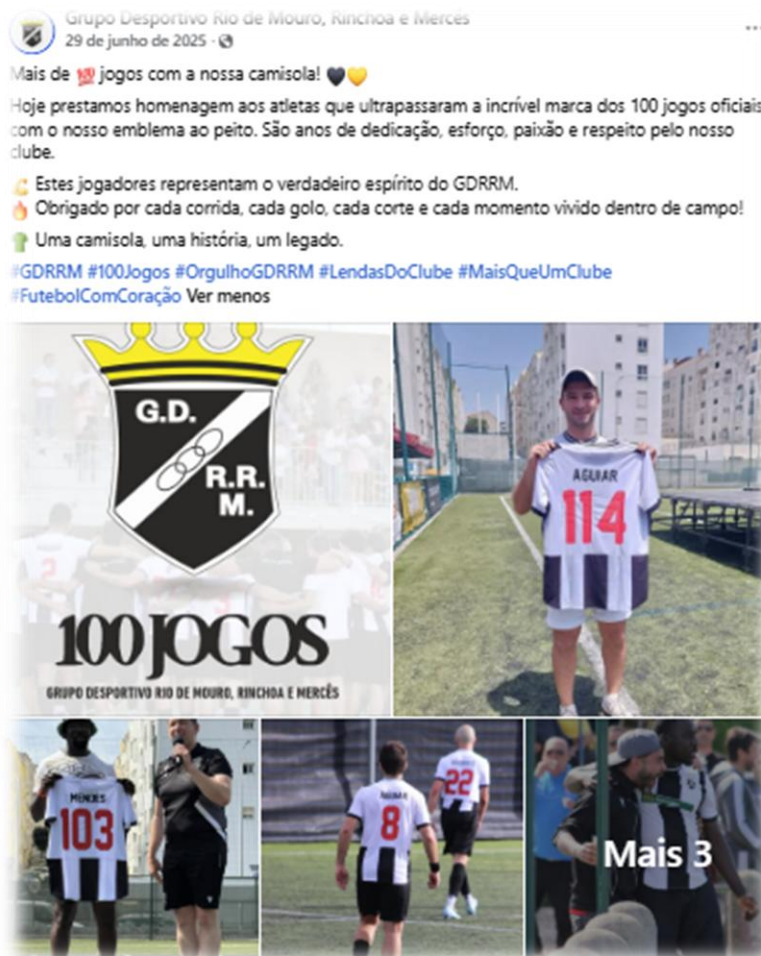 Grupo Desportivo Rio de Mouro, Rinchoa e Mercês
29 de junho de 2025 ·
Mais de 💯 jogos com a nossa camisola! 🖤💛
Hoje prestamos homenagem aos atletas que ultrapassaram a incrível marca dos 100 jogos oficiais
com o nosso emblema ao peito. São anos de dedicação, esforço, paixão e respeito pelo nosso
clube.
💪 Estes jogadores representam o verdadeiro espírito do GDRRM.
🔥 Obrigado por cada corrida, cada golo, cada corte e cada momento vivido dentro de campo!
👕 Uma camisola, uma história, um legado.
#GDRRM #100Jogos #OrgulhoGDRRM #LendasDoClube #MaisQueUmClube
#FutebolComCoração Ver menos
G.D.
R.R.
M.
100 JOGOS
GRUPO DESPORTIVO RIO DE MOURO, RINCHOA E MERCÊS
2
AGUIAR
114
MENDES
103
AGUIAR
8
22
Mais 3